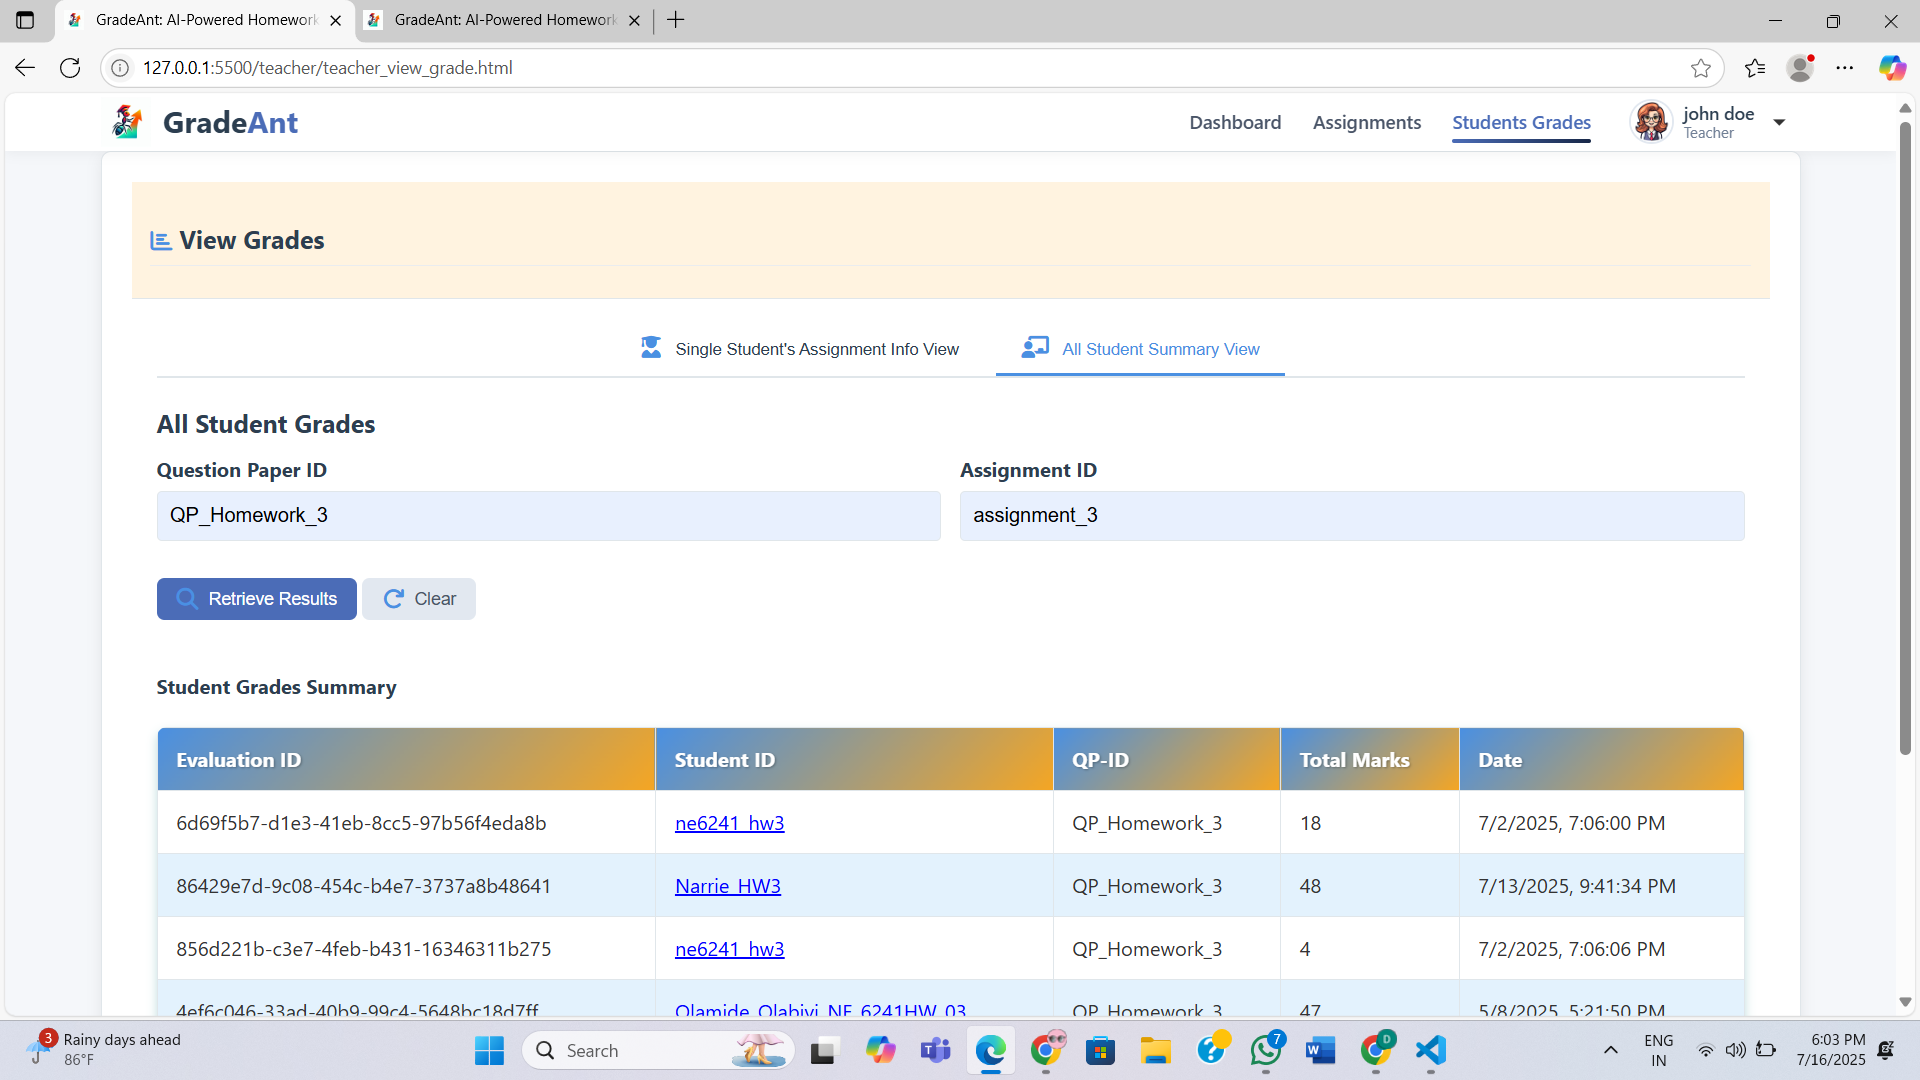 GradeAnt: AI-Powered Homework
GradeAnt: AI-Powered Homework
127.0.0.1:5500/teacher/teacher_view_grade.html
GradeAnt
Dashboard
Assignments
Students Grades
john doe
Teacher
View Grades
Single Student's Assignment Info View
All Student Summary View
All Student Grades
Question Paper ID
Assignment ID
QP_Homework_3
assignment_3
Retrieve Results
Clear
Student Grades Summary
Evaluation ID Student ID QP-ID Total Marks Date
6d69f5b7-d1e3-41eb-8cc5-97b56f4eda8b ne6241_hw3 QP_Homework_3 18 7/2/2025, 7:06:00 PM
86429e7d-9c08-454c-b4e7-3737a8b48641 Narrie_HW3 QP_Homework_3 48 7/13/2025, 9:41:34 PM
856d221b-c3e7-4feb-b431-16346311b275 ne6241_hw3 QP_Homework_3 4 7/2/2025, 7:06:06 PM
4ef6c046-33ad-40b9-99c4-5648bc18d7ff Olamide_Olabiyi_NE_6241HW_03 QP_Homework_3 47 5/8/2025, 5:21:50 PM
3
Rainy days ahead
86°F
Search
7
D
ENG
IN
6:03 PM
7/16/2025